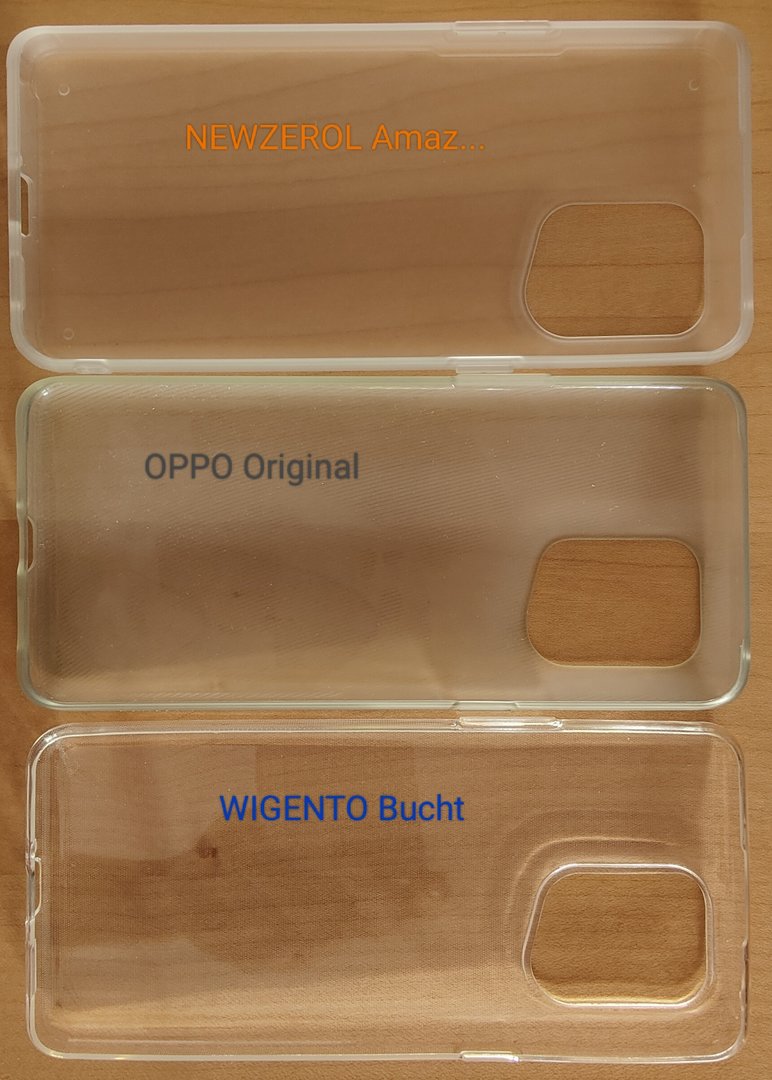 NEWZEROL Amaz...
OPPO Original
WIGENTO Bucht